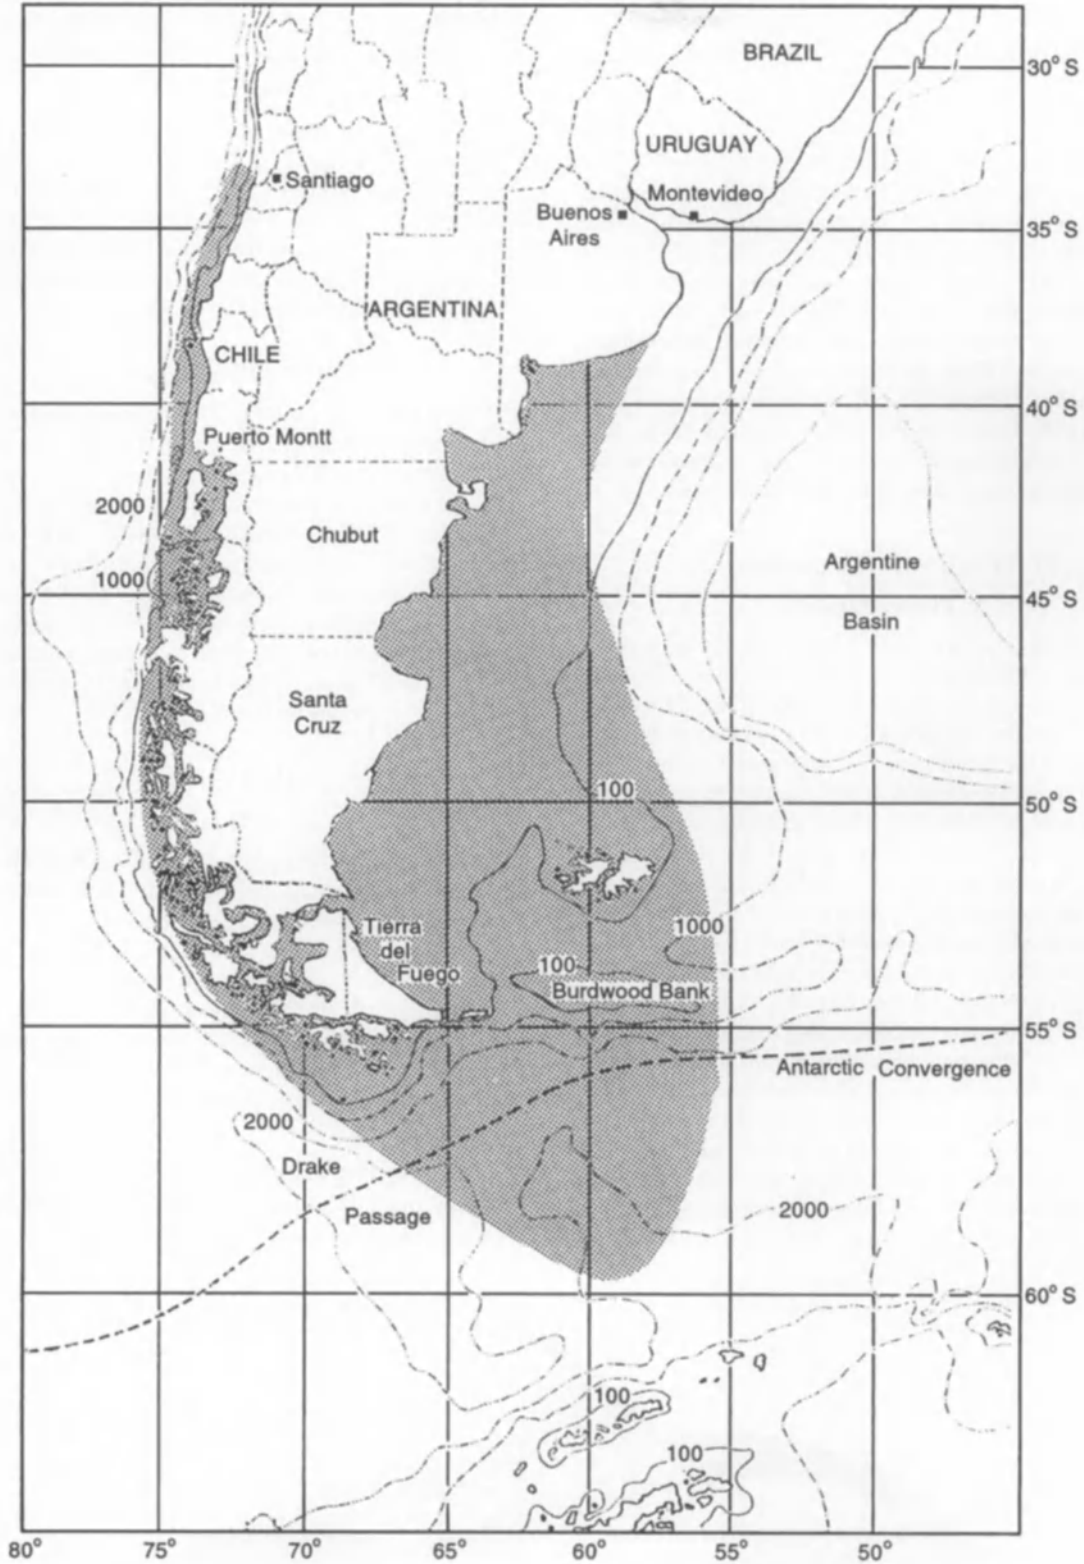 BRAZIL
30° S
URUGUAY
Santiago
Montevideo
Buenos
Aires
35° S
ARGENTINA
CHILE
40° S
Puerto Montt
2000
Chubut
Argentine
1000
45° S
Basin
Santa
Cruz
100
50° S
Tierra
del
Fuego
1000
100
Burdwood Bank
55° S
Antarctic Convergence
2000
Drake
Passage
2000
60° S
100
100
80°
75°
70°
65°
60°
55°
50°